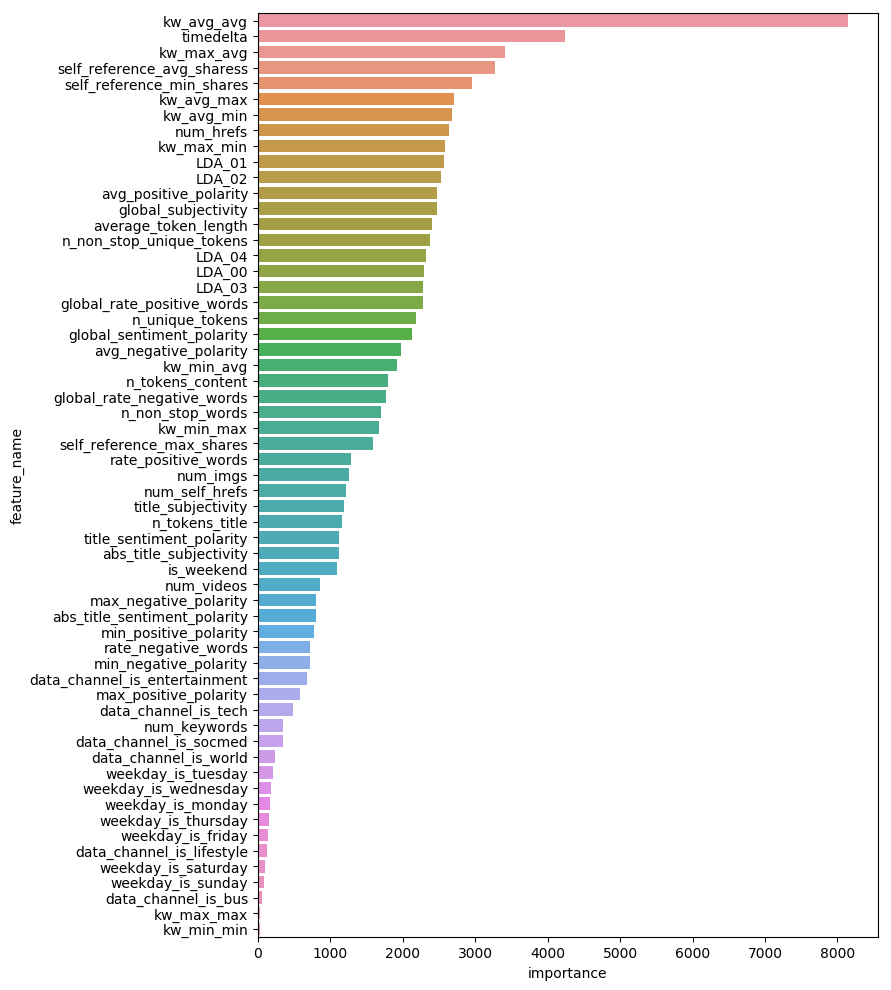 kw_avg_avg
timedelta
kw_max_avg
self_reference_avg_sharess
self_reference_min_shares
kw_avg_max
kw_avg_min
num_hrefs
kw_max_min
LDA_01
LDA_02
avg_positive_polarity
global_subjectivity
average_token_length
n_non_stop_unique_tokens
LDA_04
LDA_00
LDA_03
global_rate_positive_words
n_unique_tokens
global_sentiment_polarity
avg_negative_polarity
kw_min_avg
n_tokens_content
global_rate_negative_words
n_non_stop_words
kw_min_max
self_reference_max_shares
rate_positive_words
num_imgs
num_self_hrefs
title_subjectivity
n_tokens_title
title_sentiment_polarity
abs_title_subjectivity
is_weekend
num_videos
max_negative_polarity
abs_title_sentiment_polarity
min_positive_polarity
rate_negative_words
min_negative_polarity
data_channel_is_entertainment
max_positive_polarity
data_channel_is_tech
num_keywords
data_channel_is_socmed
data_channel_is_world
weekday_is_tuesday
weekday_is_wednesday
weekday_is_monday
weekday_is_thursday
weekday_is_friday
data_channel_is_lifestyle
weekday_is_saturday
weekday_is_sunday
data_channel_is_bus
kw_max_max
kw_min_min
feature_name
0 1000 2000 3000 4000 5000 6000 7000 8000
importance